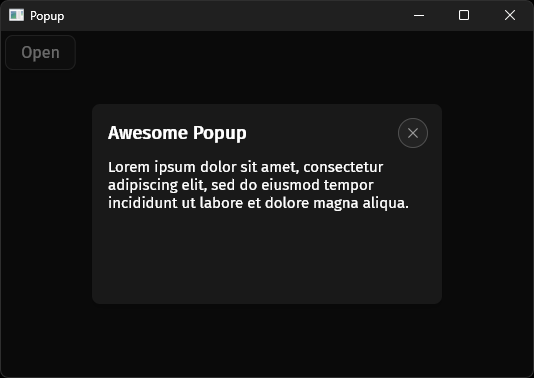 Popup
Open
Awesome Popup
Lorem ipsum dolor sit amet, consectetur
adipiscing elit, sed do eiusmod tempor
incididunt ut labore et dolore magna aliqua.